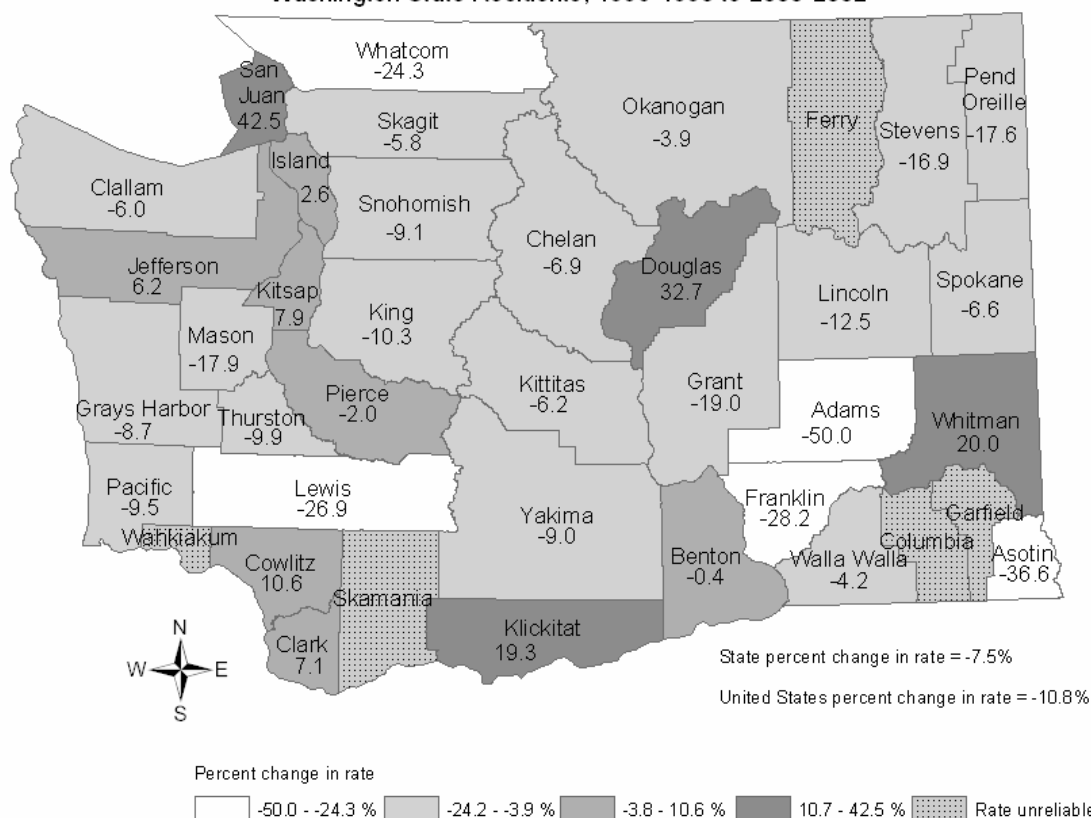 Whatcom
-24.3
San
Juan
42.5
Skagit
-5.8
Okanogan
-3.9
Ferry
Stevens
-16.9
Pend
Oreille
-17.6
Island
2.6
Clallam
-6.0
Snohomish
-9.1
Chelan
-6.9
Douglas
32.7
Jefferson
6.2
Kitsap
7.9
King
-10.3
Lincoln
-12.5
Spokane
-6.6
Mason
-17.9
Kittitas
-6.2
Grant
-19.0
Pierce
-2.0
Adams
-50.0
Whitman
20.0
Grays Harbor
-8.7
Thurston
-9.9
Pacific
-9.5
Lewis
-26.9
Yakima
-9.0
Franklin
-28.2
Garfield
Columbia
Asotin
-36.6
Wahkiakum
Cowlitz
10.6
Skamania
Benton
-0.4
Walla Walla
-4.2
Clark
7.1
Klickitat
19.3
N
W E
S
State percent change in rate = -7.5%
United States percent change in rate = -10.8%
Percent change in rate
-50.0 - -24.3 % -24.2 - -3.9 % -3.8 - 10.6 % 10.7 - 42.5 % Rate unreliable